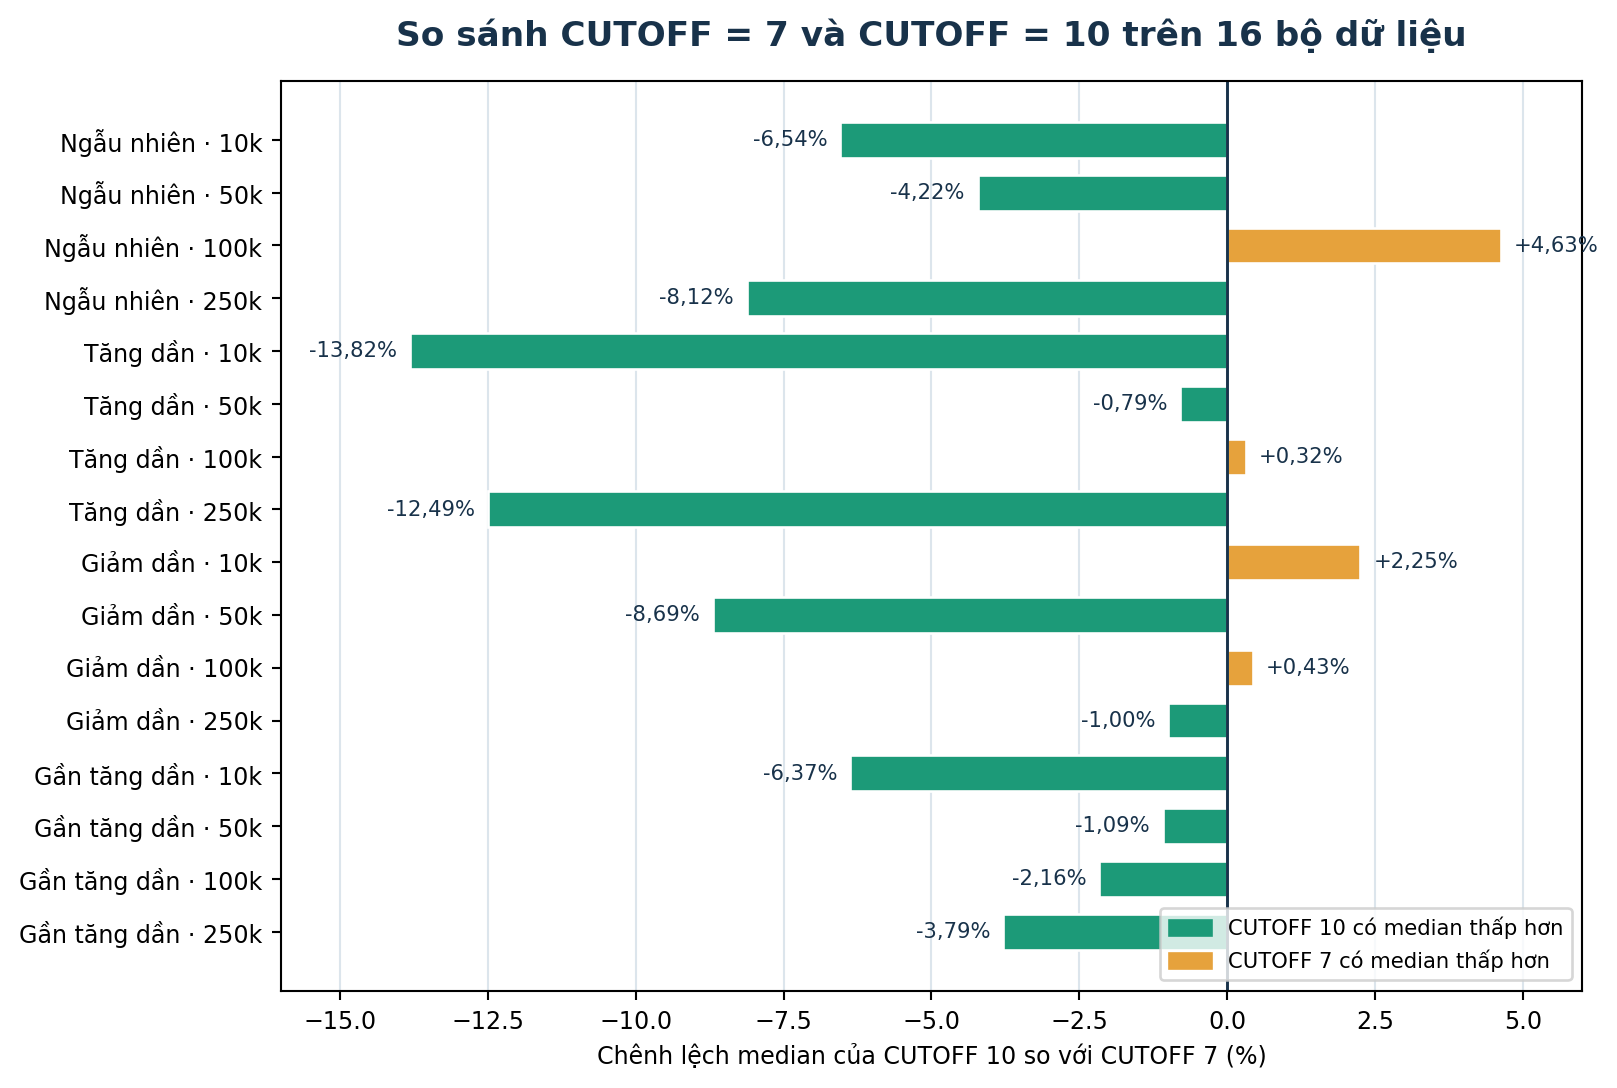 So sánh CUTOFF = 7 và CUTOFF = 10 trên 16 bộ dữ liệu
Ngẫu nhiên · 10k
-6,54%
Ngẫu nhiên · 50k
-4,22%
Ngẫu nhiên · 100k
+4,63%
Ngẫu nhiên · 250k
-8,12%
Tăng dần · 10k
-13,82%
Tăng dần · 50k
-0,79%
Tăng dần · 100k
+0,32%
Tăng dần · 250k
-12,49%
Giảm dần · 10k
+2,25%
Giảm dần · 50k
-8,69%
Giảm dần · 100k
+0,43%
Giảm dần · 250k
-1,00%
Gần tăng dần · 10k
-6,37%
Gần tăng dần · 50k
-1,09%
Gần tăng dần · 100k
-2,16%
Gần tăng dần · 250k
-3,79%
CUTOFF 10 có median thấp hơn
CUTOFF 7 có median thấp hơn
−15.0 −12.5 −10.0 −7.5 −5.0 −2.5 0.0 2.5 5.0
Chênh lệch median của CUTOFF 10 so với CUTOFF 7 (%)